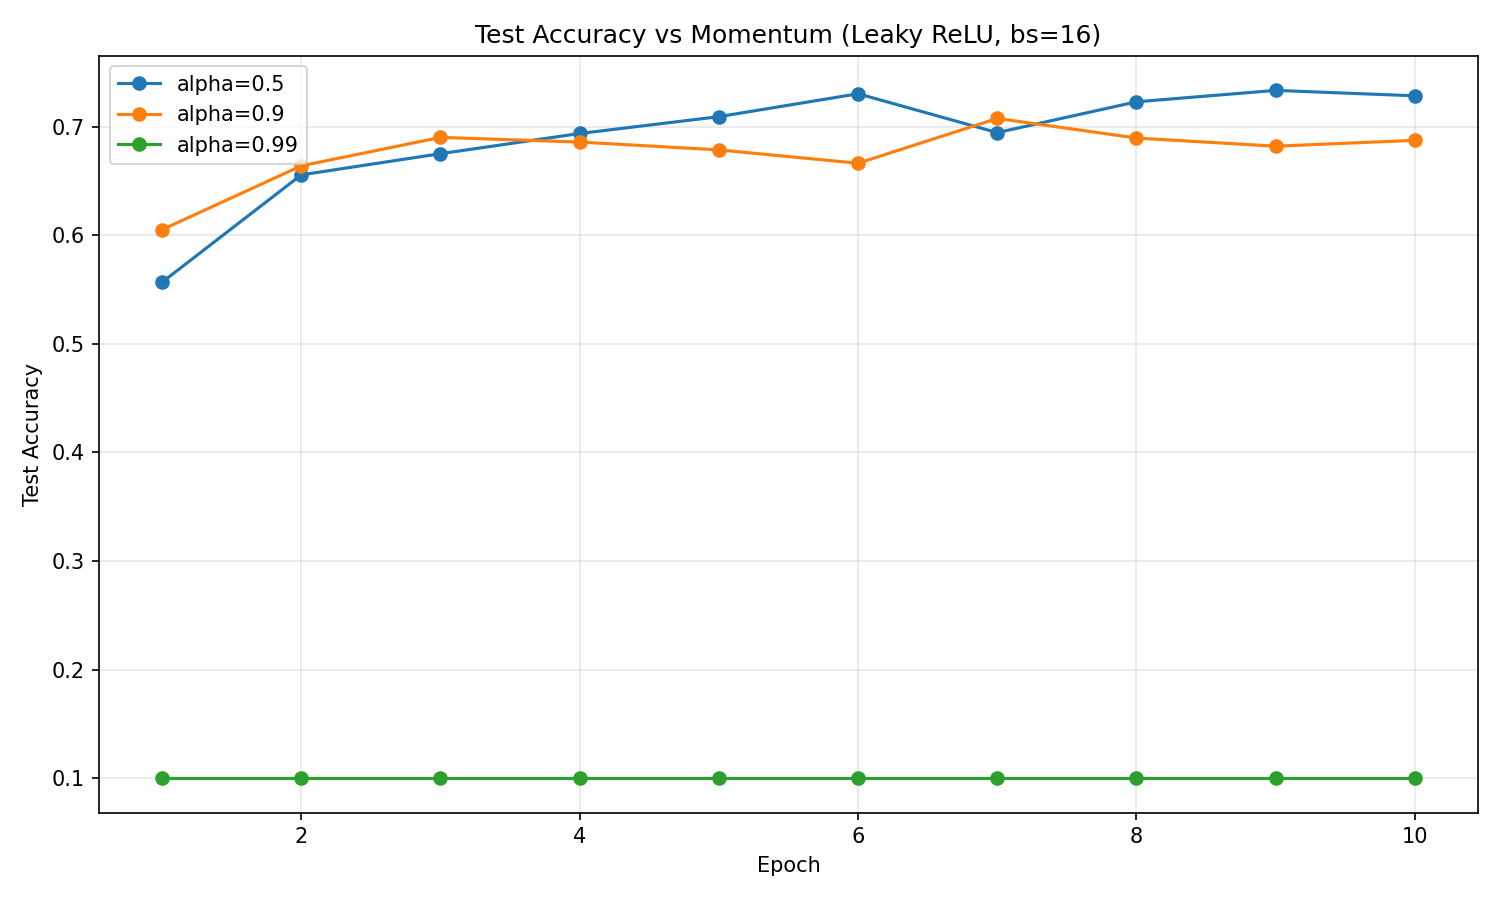 Test Accuracy vs Momentum (Leaky ReLU, bs=16)
alpha=0.5
alpha=0.9
alpha=0.99
Test Accuracy
0.7
0.6
0.5
0.4
0.3
0.2
0.1
2 4 6 8 10
Epoch